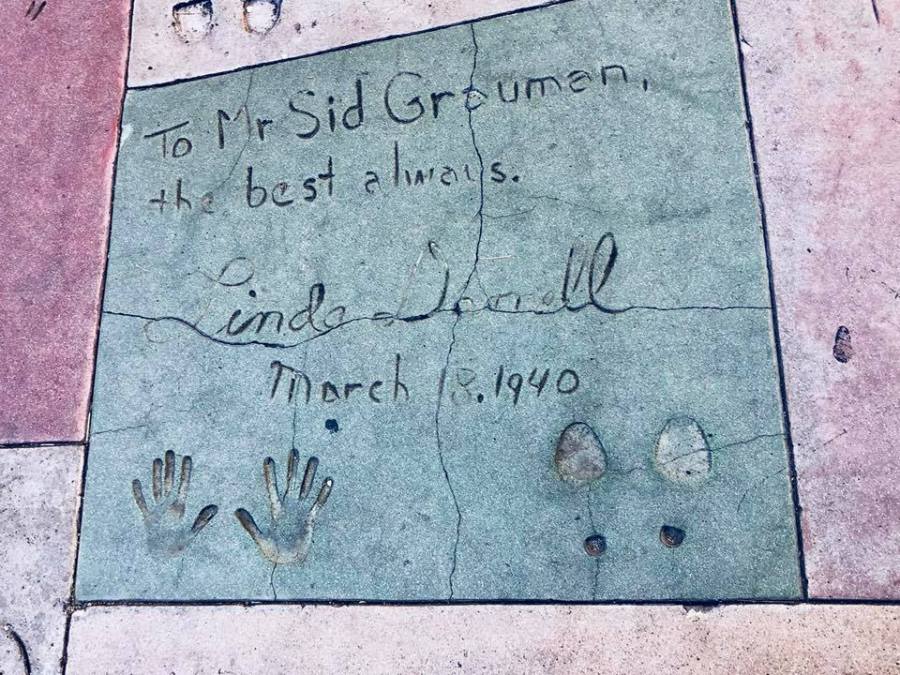 To Mr Sid Grauman,
the best always.
Linda Darnell
March 18.1940